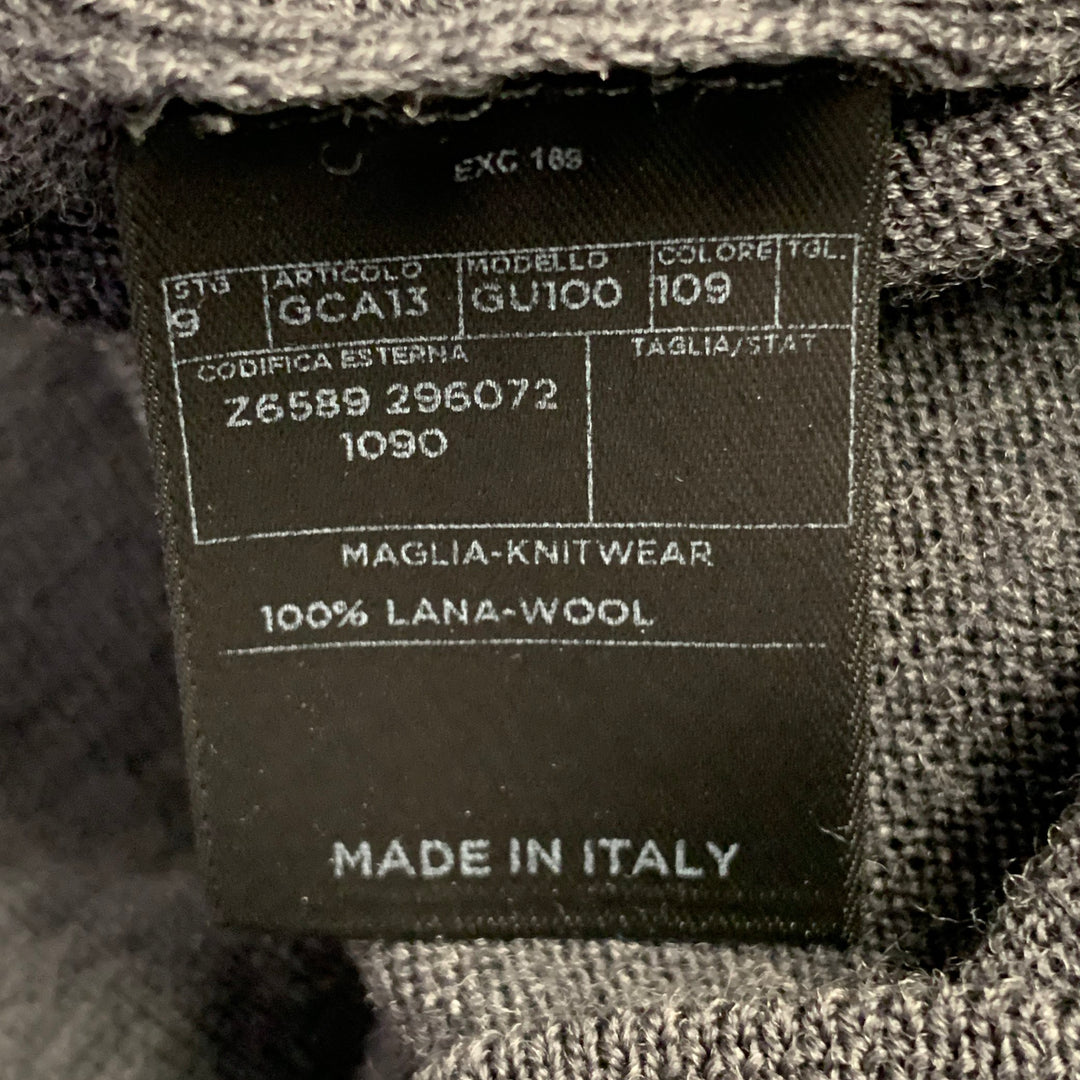 EXC 189
STG ARTICOLO MODELLO COLORE TGL.
9 GCA13 GU100 109
CODIFICA ESTERNA TAGLIA/STAT
Z6589 296072
1090
MAGLIA-KNITWEAR
100% LANA-WOOL
MADE IN ITALY